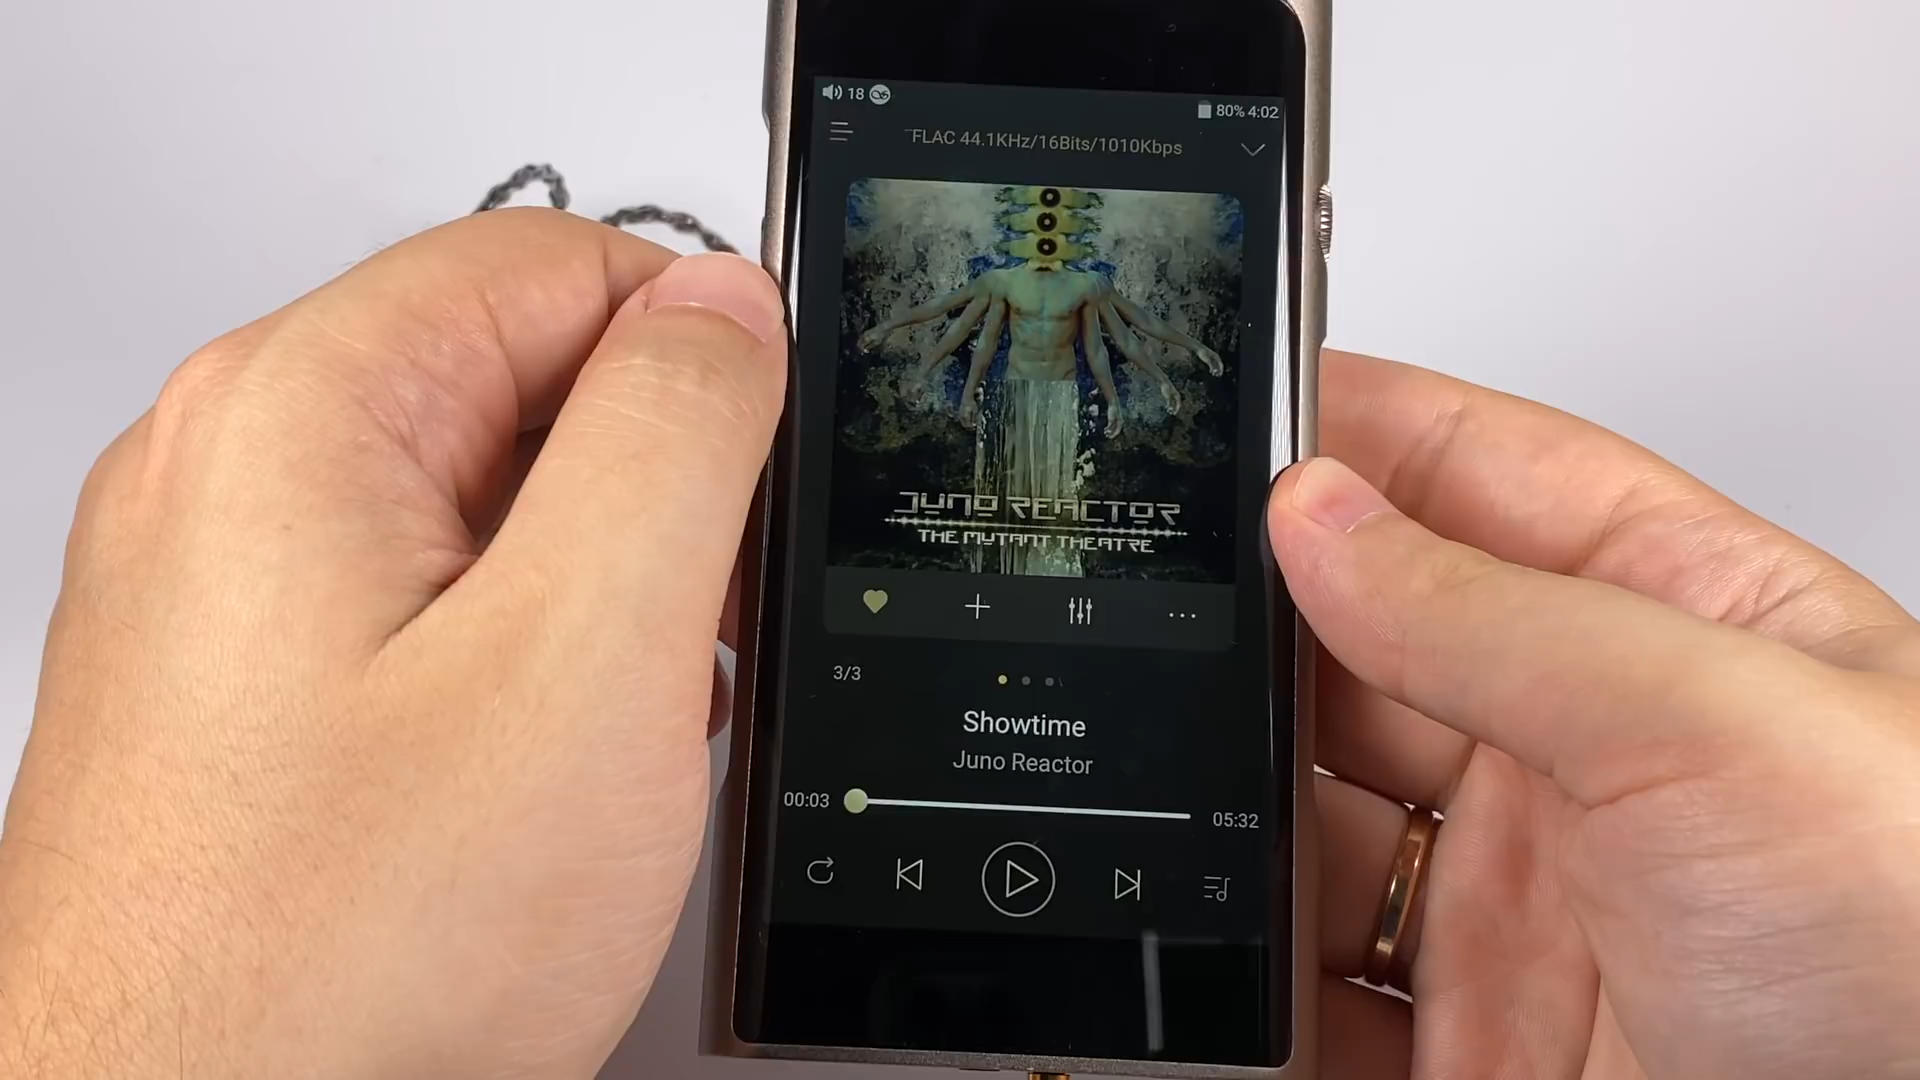 18
80% 4:02
FLAC 44.1KHz/16Bits/1010Kbps
JUNO REACTOR
THE MUTANT THEATRE
3/3
Showtime
Juno Reactor
00:03
05:32